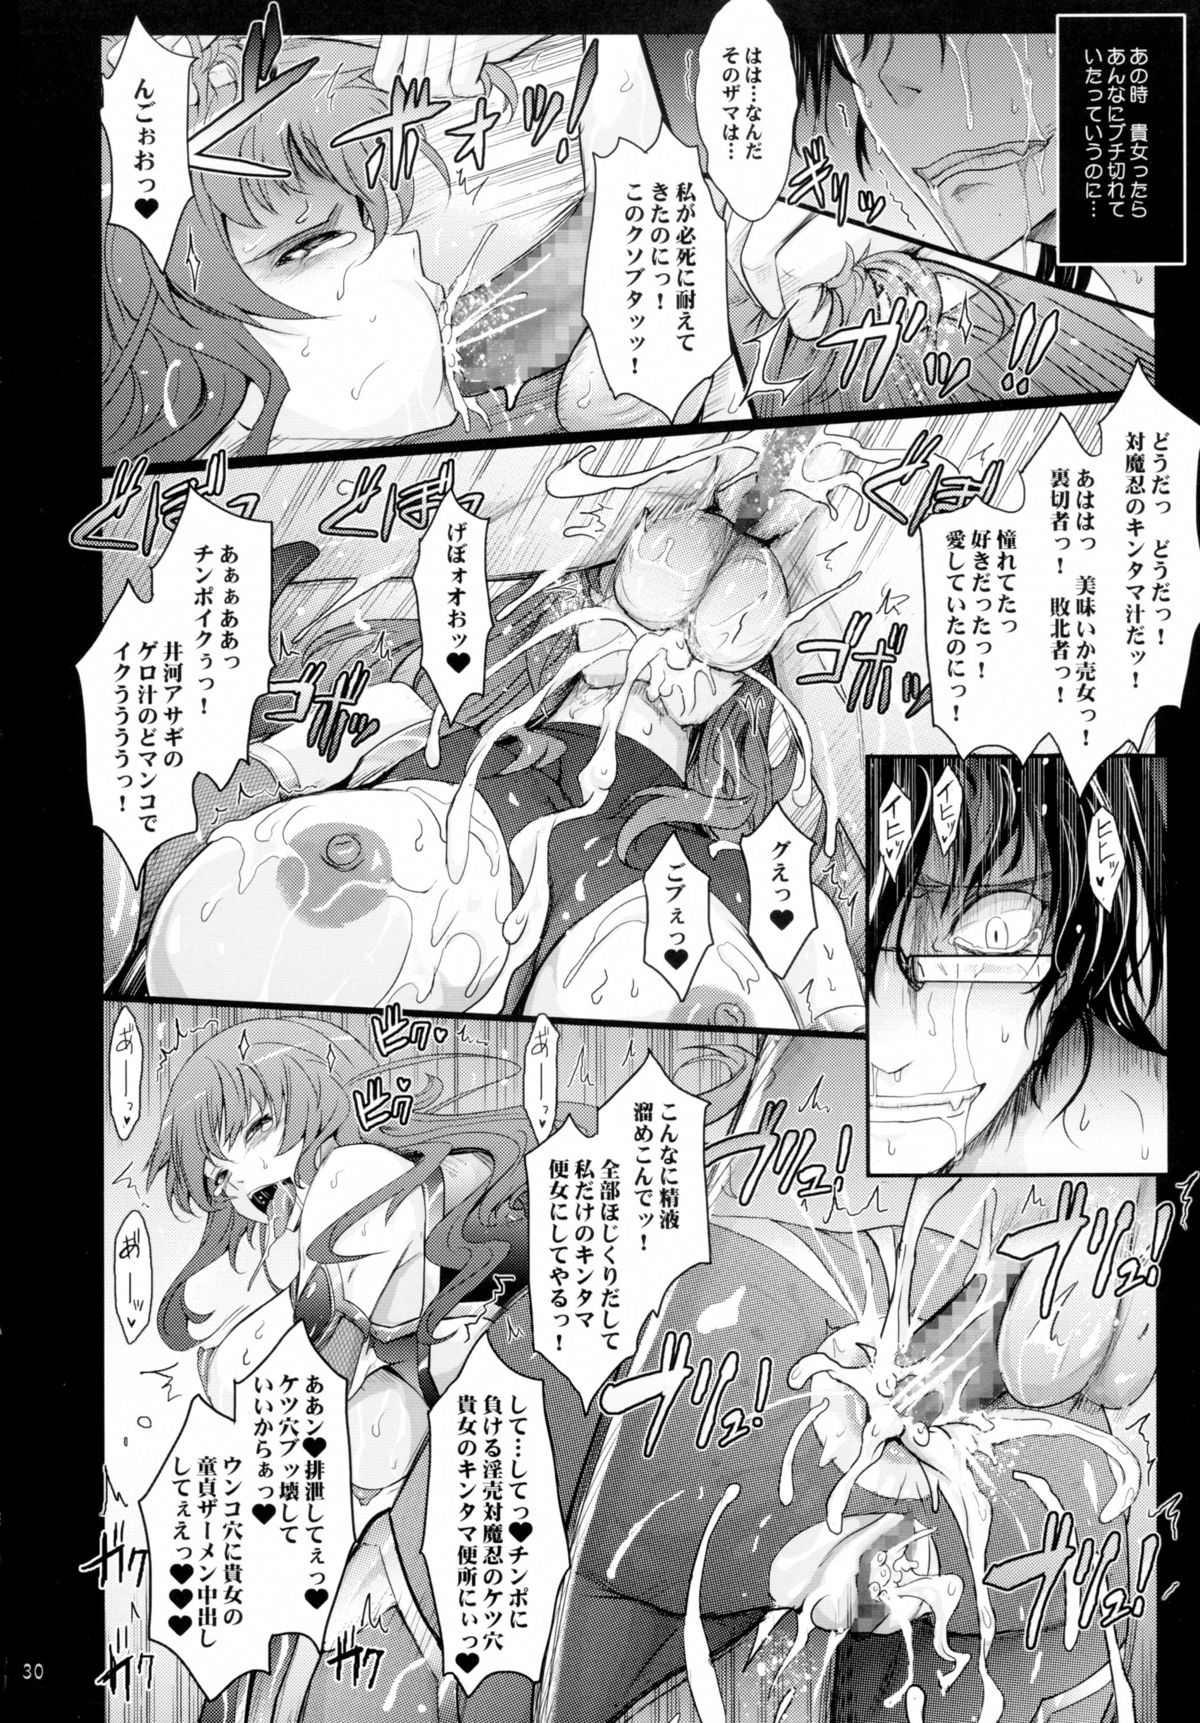 あの時　貴女ったら
あんなにブチ切れて
いたっていうのに…
はは…なんだ
そのザマは…
私が必死に耐えて
きたのにっ！
このクソブタッッ！
んごぉおっ♥
ガッ ガッ!!
どうだっ　どうだっ！
対魔忍のキンタマ汁だッ！
あははっ　美味いか売女っ！
裏切者っ！　敗北者っ！
憧れてたっ
好きだったっ！
愛していたのにっ！
イヒッ
イヒッ
ヒヒッ
どぼっ どぼっ
ゴボォッ
げぼォオおッ♥
グえっ♥
ごブぇっ♥
あぁぁああっ
チンポイクぅっ！
井河アサギの
ゲロ汁のどマンコで
イクうううっ！
ブリュ！
ブリュ！
ブリュ！
ブリュ！
こんなに精液
溜めこんでッ！
全部ほじくりだして
私だけのキンタマ
便女にしてやるっ！
ビクッ
ビクッ
あ゛ーっ
あ゛ーッ
して…してっ♥チンポに
負ける淫売対魔忍のケツ穴
貴女のキンタマ便所にいっ♥
ああン♥排泄してぇっ♥
ケツ穴ブッ壊して
いいからぁっ♥
ウンコ穴に貴女の
童貞ザーメン中出し
してぇえっ♥♥♥
ガク
ガク
30